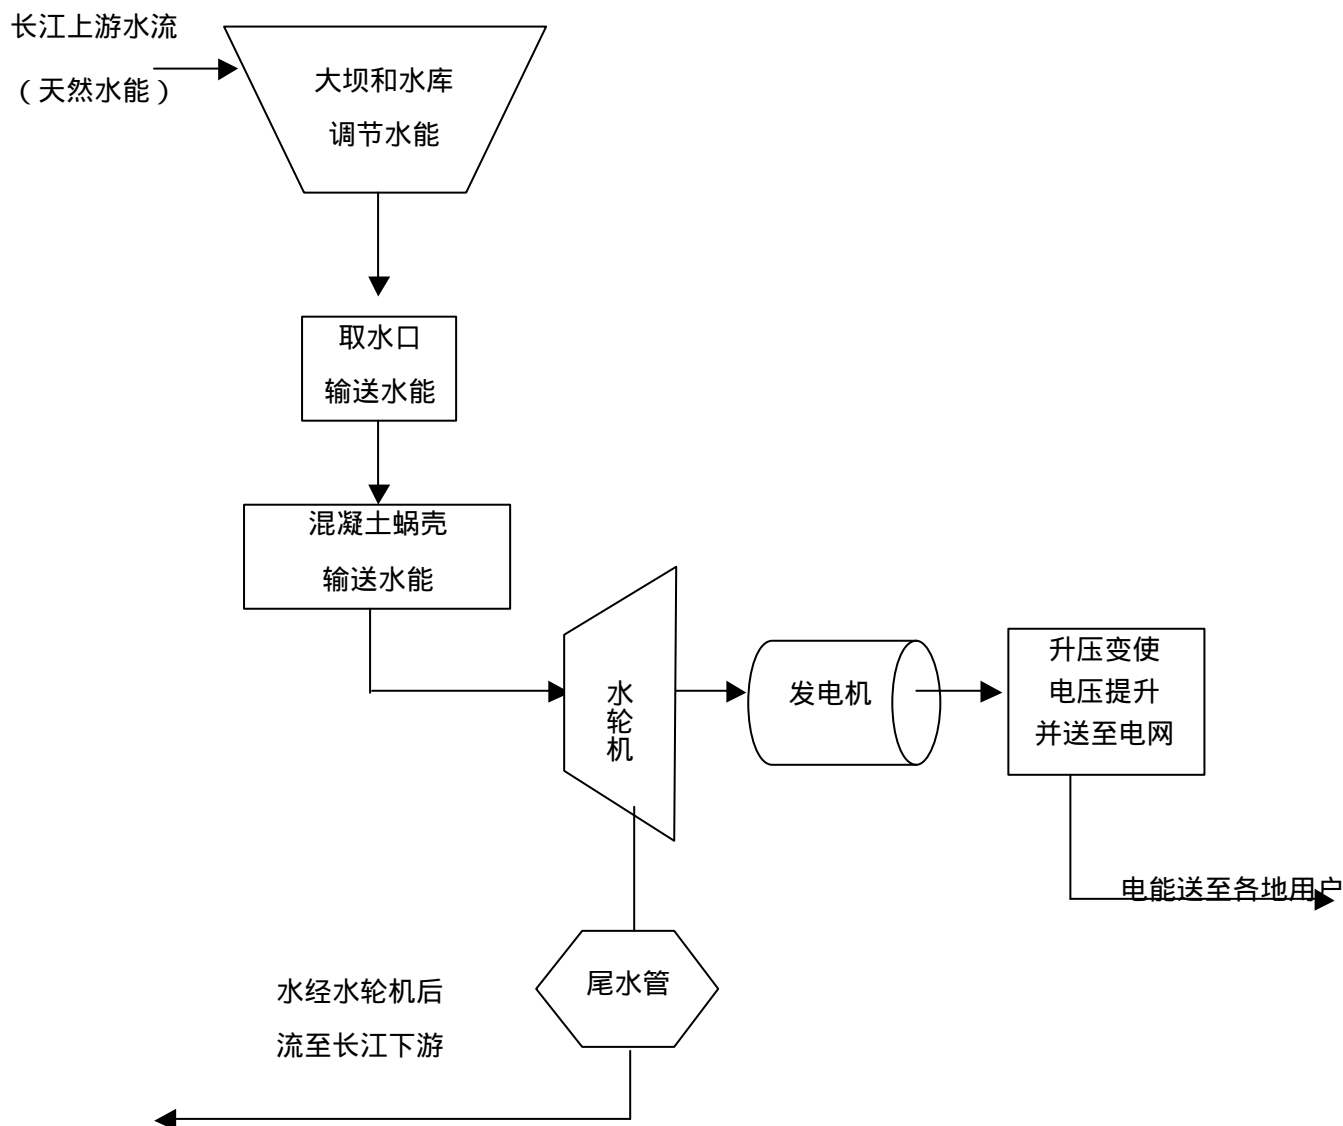 长江上游水流
（天然水能）
大坝和水库
调节水能
取水口
输送水能
混凝土蜗壳
输送水能
水轮机
发电机
升压变使
电压提升
并送至电网
电能送至各地用户
尾水管
水经水轮机后
流至长江下游